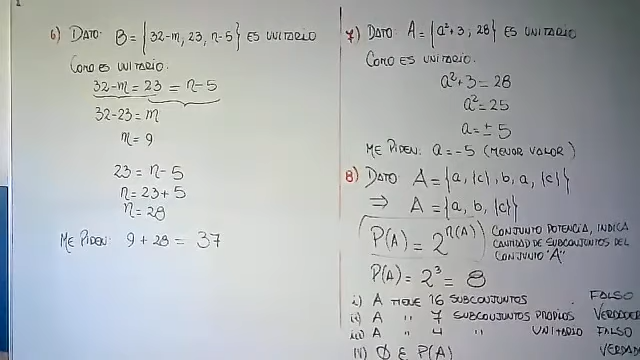 6) DATO: B = {32-m, 23, n-5} ES UNITARIO
COMO ES UNITARIO.
32-m = 23 = n-5
32-23 = m
m = 9
23 = n-5
n = 23+5
n = 28
ME PIDEN: 9 + 28 = 37
7) DATO: A = {a²+3; 28} ES UNITARIO
COMO ES UNITARIO.
a²+3 = 28
a² = 25
a = ± 5
ME PIDEN: a = -5 (MENOR VALOR)
8) DATO: A = {a, {c}, b, a, {c}}
⇒ A = {a, b, {c}}
P(A) = 2^n(A)
CONJUNTO POTENCIA, INDICA
CANTIDAD DE SUBCONJUNTOS DEL
CONJUNTO "A"
P(A) = 2³ = 8
i) A TIENE 16 SUBCONJUNTOS . FALSO
ii) A " 7 SUBCONJUNTOS PROPIOS VERDADER
iii) A " 4 " UNITARIO FALSO
IV) Ø ∈ P(A) VERDAD